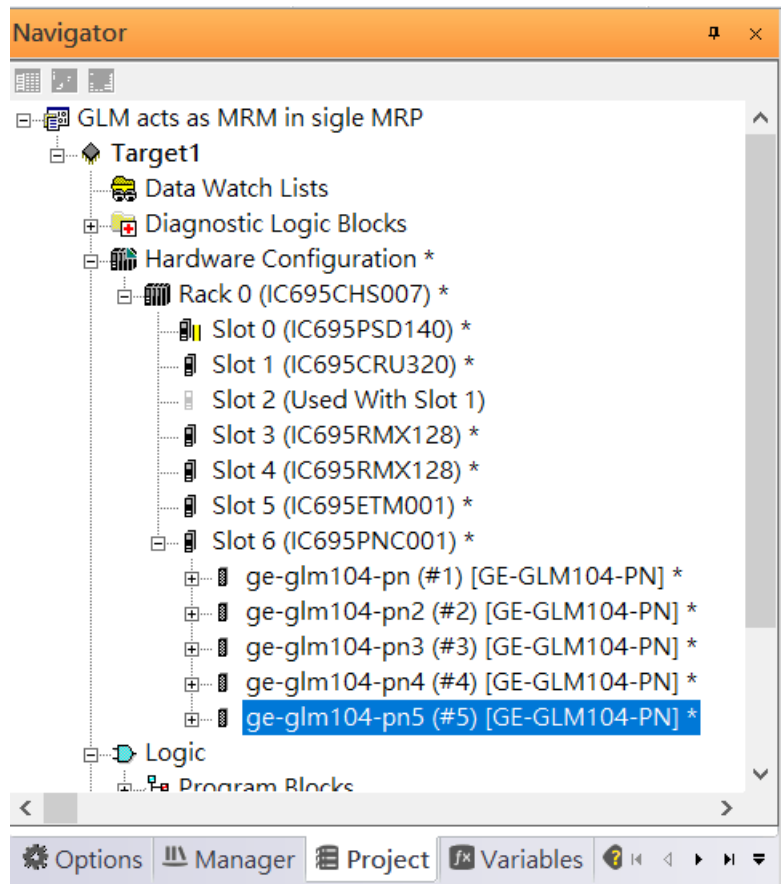 Navigator
GLM acts as MRM in sigle MRP
Target1
Data Watch Lists
Diagnostic Logic Blocks
Hardware Configuration *
Rack 0 (IC695CHS007) *
Slot 0 (IC695PSD140) *
Slot 1 (IC695CRU320) *
Slot 2 (Used With Slot 1)
Slot 3 (IC695RMX128) *
Slot 4 (IC695RMX128) *
Slot 5 (IC695ETM001) *
Slot 6 (IC695PNC001) *
ge-glm104-pn (#1) [GE-GLM104-PN] *
ge-glm104-pn2 (#2) [GE-GLM104-PN] *
ge-glm104-pn3 (#3) [GE-GLM104-PN] *
ge-glm104-pn4 (#4) [GE-GLM104-PN] *
ge-glm104-pn5 (#5) [GE-GLM104-PN] *
Logic
Program Blocks
Options Manager Project Variables